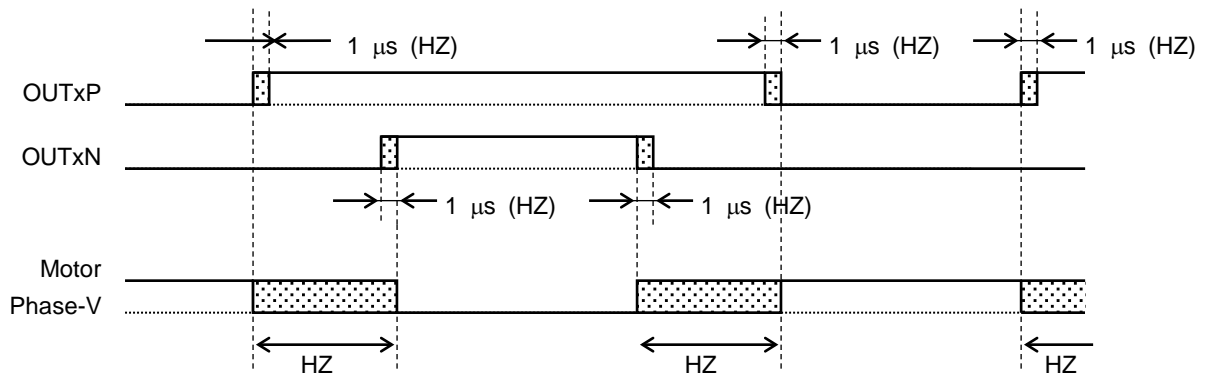 1 μs (HZ)
1 μs (HZ)
1 μs (HZ)
OUTxP
OUTxN
1 μs (HZ)
1 μs (HZ)
Motor
Phase-V
HZ
HZ
HZ